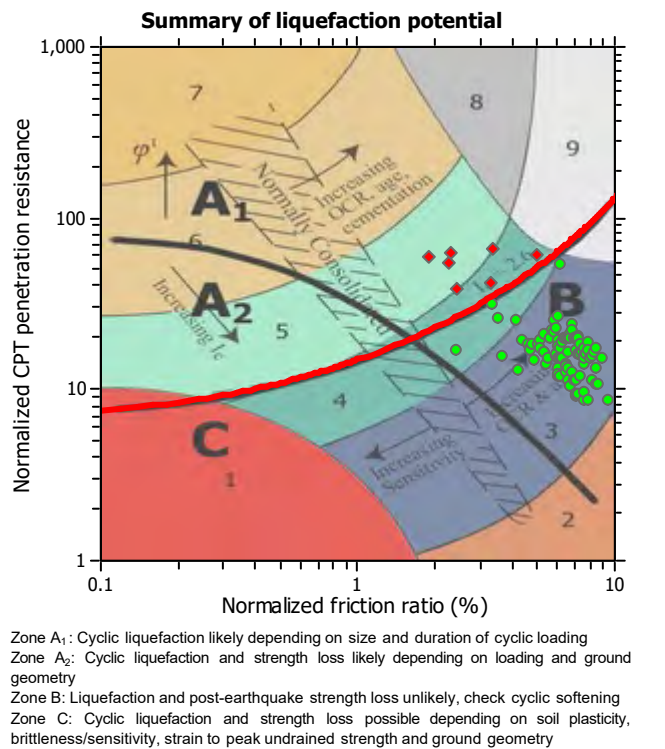 Summary of liquefaction potential
1,000
7
8
9
φ'
Increasing
OCR, age,
cementation
Normally Consolidated
A1
100
6
A2
Increasing Ic
5
B
10
4
Increasing
OCR &
3
C
Increasing
Sensitivity
1
2
1
0.1
1
10
Normalized CPT penetration resistance
Normalized friction ratio (%)
Zone A1: Cyclic liquefaction likely depending on size and duration of cyclic loading
Zone A2: Cyclic liquefaction and strength loss likely depending on loading and ground
geometry
Zone B: Liquefaction and post-earthquake strength loss unlikely, check cyclic softening
Zone C: Cyclic liquefaction and strength loss possible depending on soil plasticity,
brittleness/sensitivity, strain to peak undrained strength and ground geometry